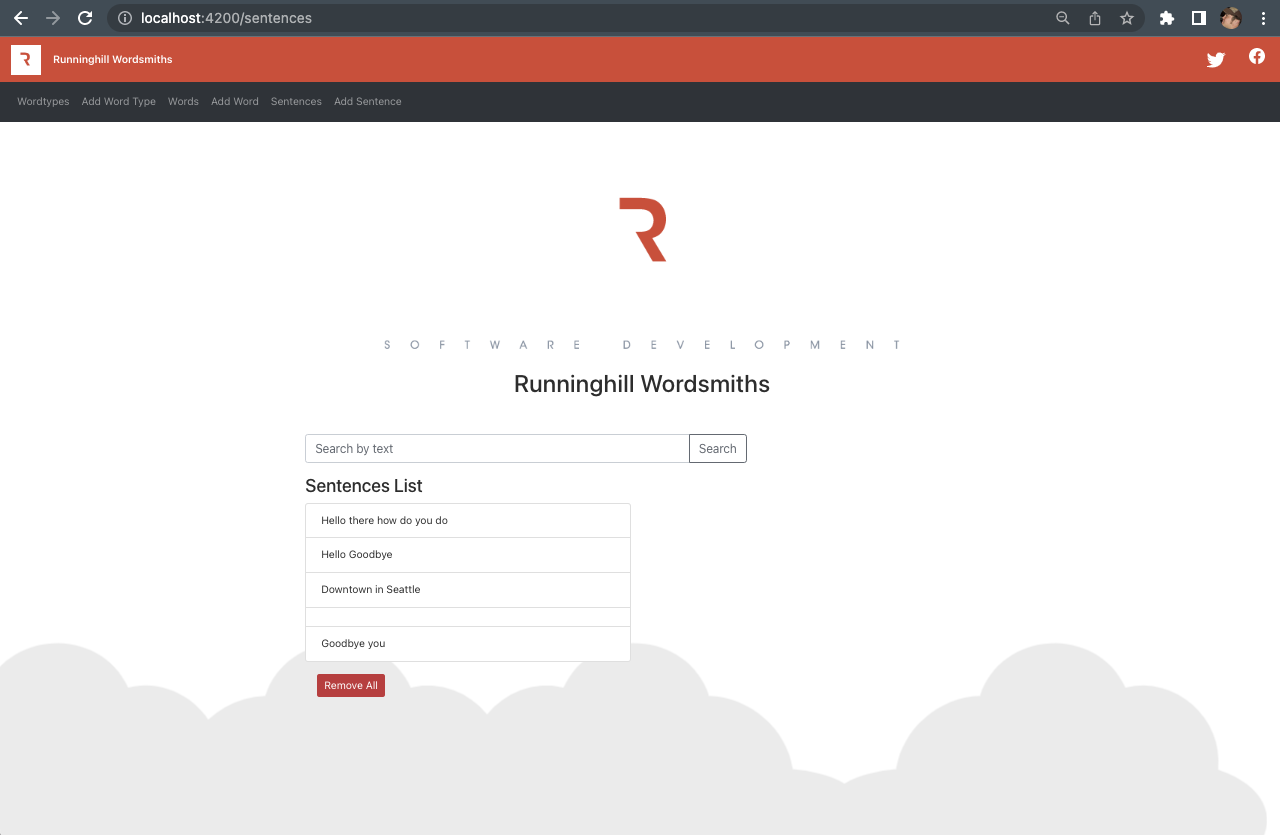 localhost:4200/sentences
Runninghill Wordsmiths
Wordtypes Add Word Type Words Add Word Sentences Add Sentence
R
SOFTWARE DEVELOPMENT
Runninghill Wordsmiths
Search by text Search
Sentences List
Hello there how do you do
Hello Goodbye
Downtown in Seattle
Goodbye you
Remove All